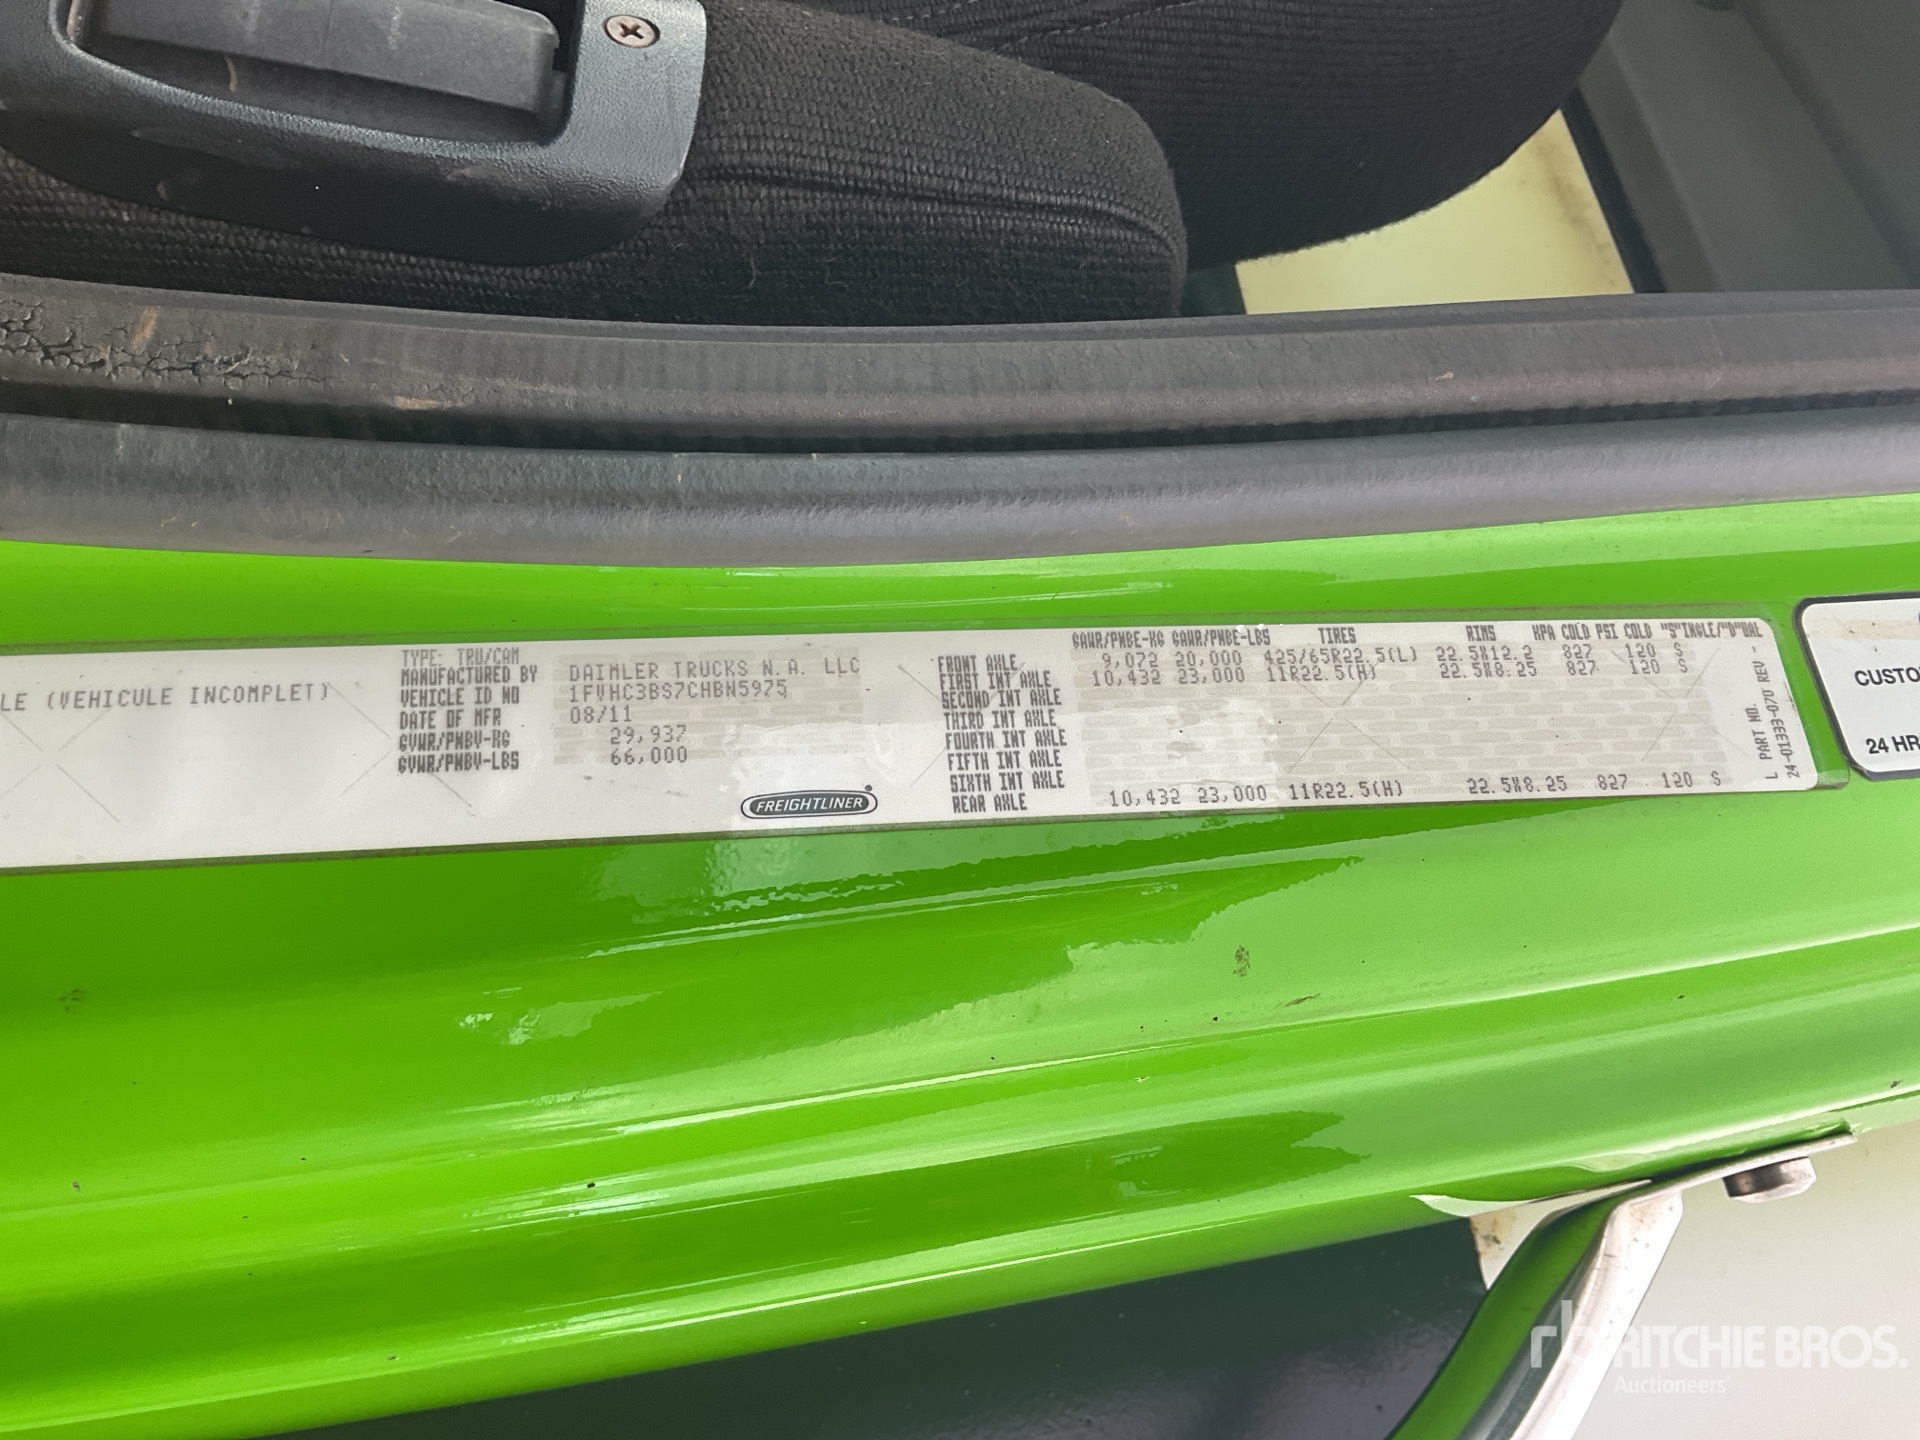 LE (VEHICULE INCOMPLET)
TYPE: TRU/CAM
MANUFACTURED BY DAIMLER TRUCKS N.A. LLC
VEHICLE ID NO 1FVHC3BS7CHBN5975
DATE OF MFR 08/11
GVWR/PNBV-KG 29,937
GVWR/PNBV-LBS 66,000
FREIGHTLINER
GAWR/PNBE-KG GAWR/PNBE-LBS TIRES RIMS KPA COLD PSI COLD "S"INGLE/"D"UAL
FRONT AXLE 9,072 20,000 425/65R22.5(L) 22.5X12.2 827 120 S
FIRST INT AXLE 10,432 23,000 11R22.5(H) 22.5X8.25 827 120 S
SECOND INT AXLE
THIRD INT AXLE
FOURTH INT AXLE
FIFTH INT AXLE
SIXTH INT AXLE
REAR AXLE 10,432 23,000 11R22.5(H) 22.5X8.25 827 120 S
L PART NO.
24-01339-070 REV -
CUSTO
24 HR
rb RITCHIE BROS.
Auctioneers